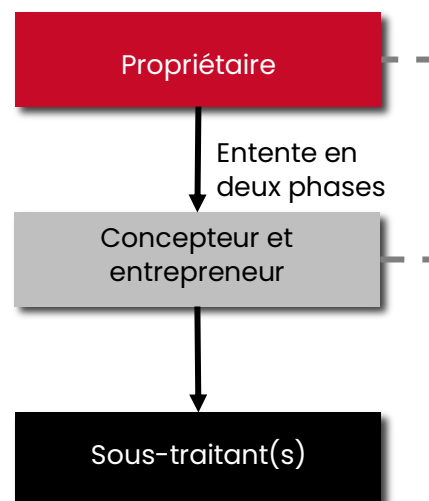 Propriétaire
Entente en
deux phases
Concepteur et
entrepreneur
Sous-traitant(s)